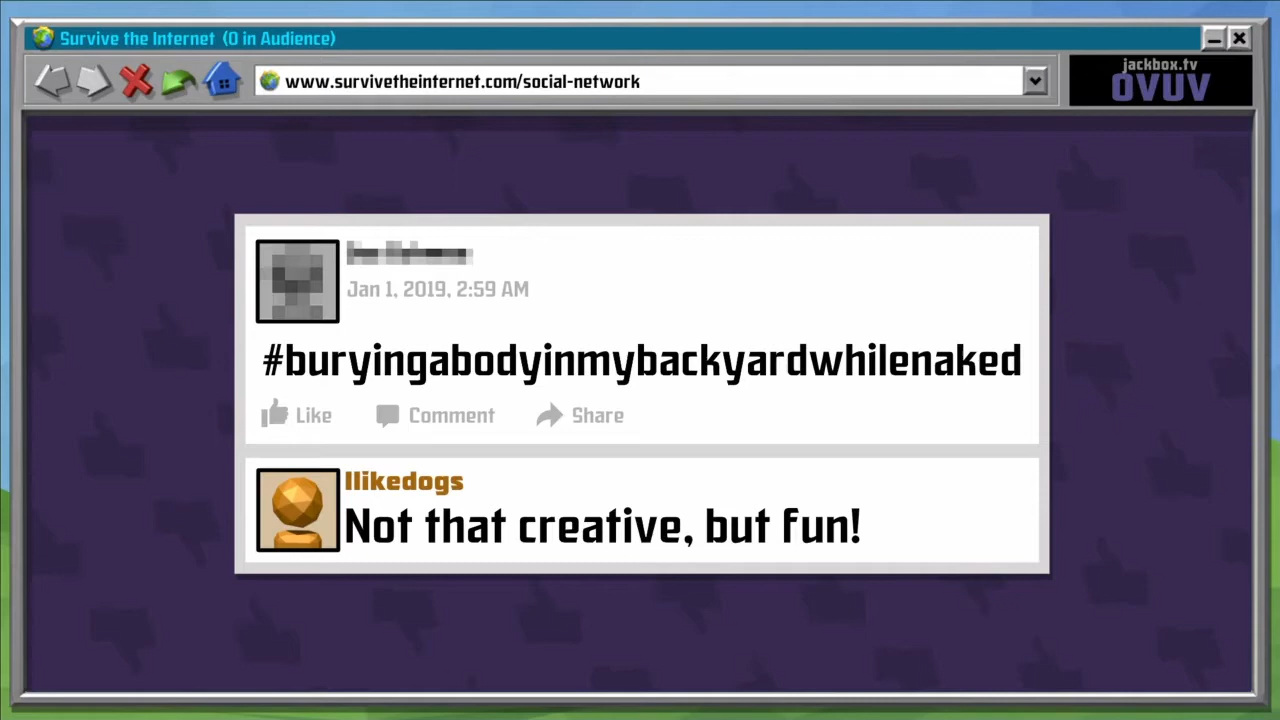 Survive the Internet (0 in Audience)
www.survivetheinternet.com/social-network
jackbox.tv
OVUV
Jan 1, 2019, 2:59 AM
#buryingabodyinmybackyardwhilenaked
Like Comment Share
Ilikedogs
Not that creative, but fun!